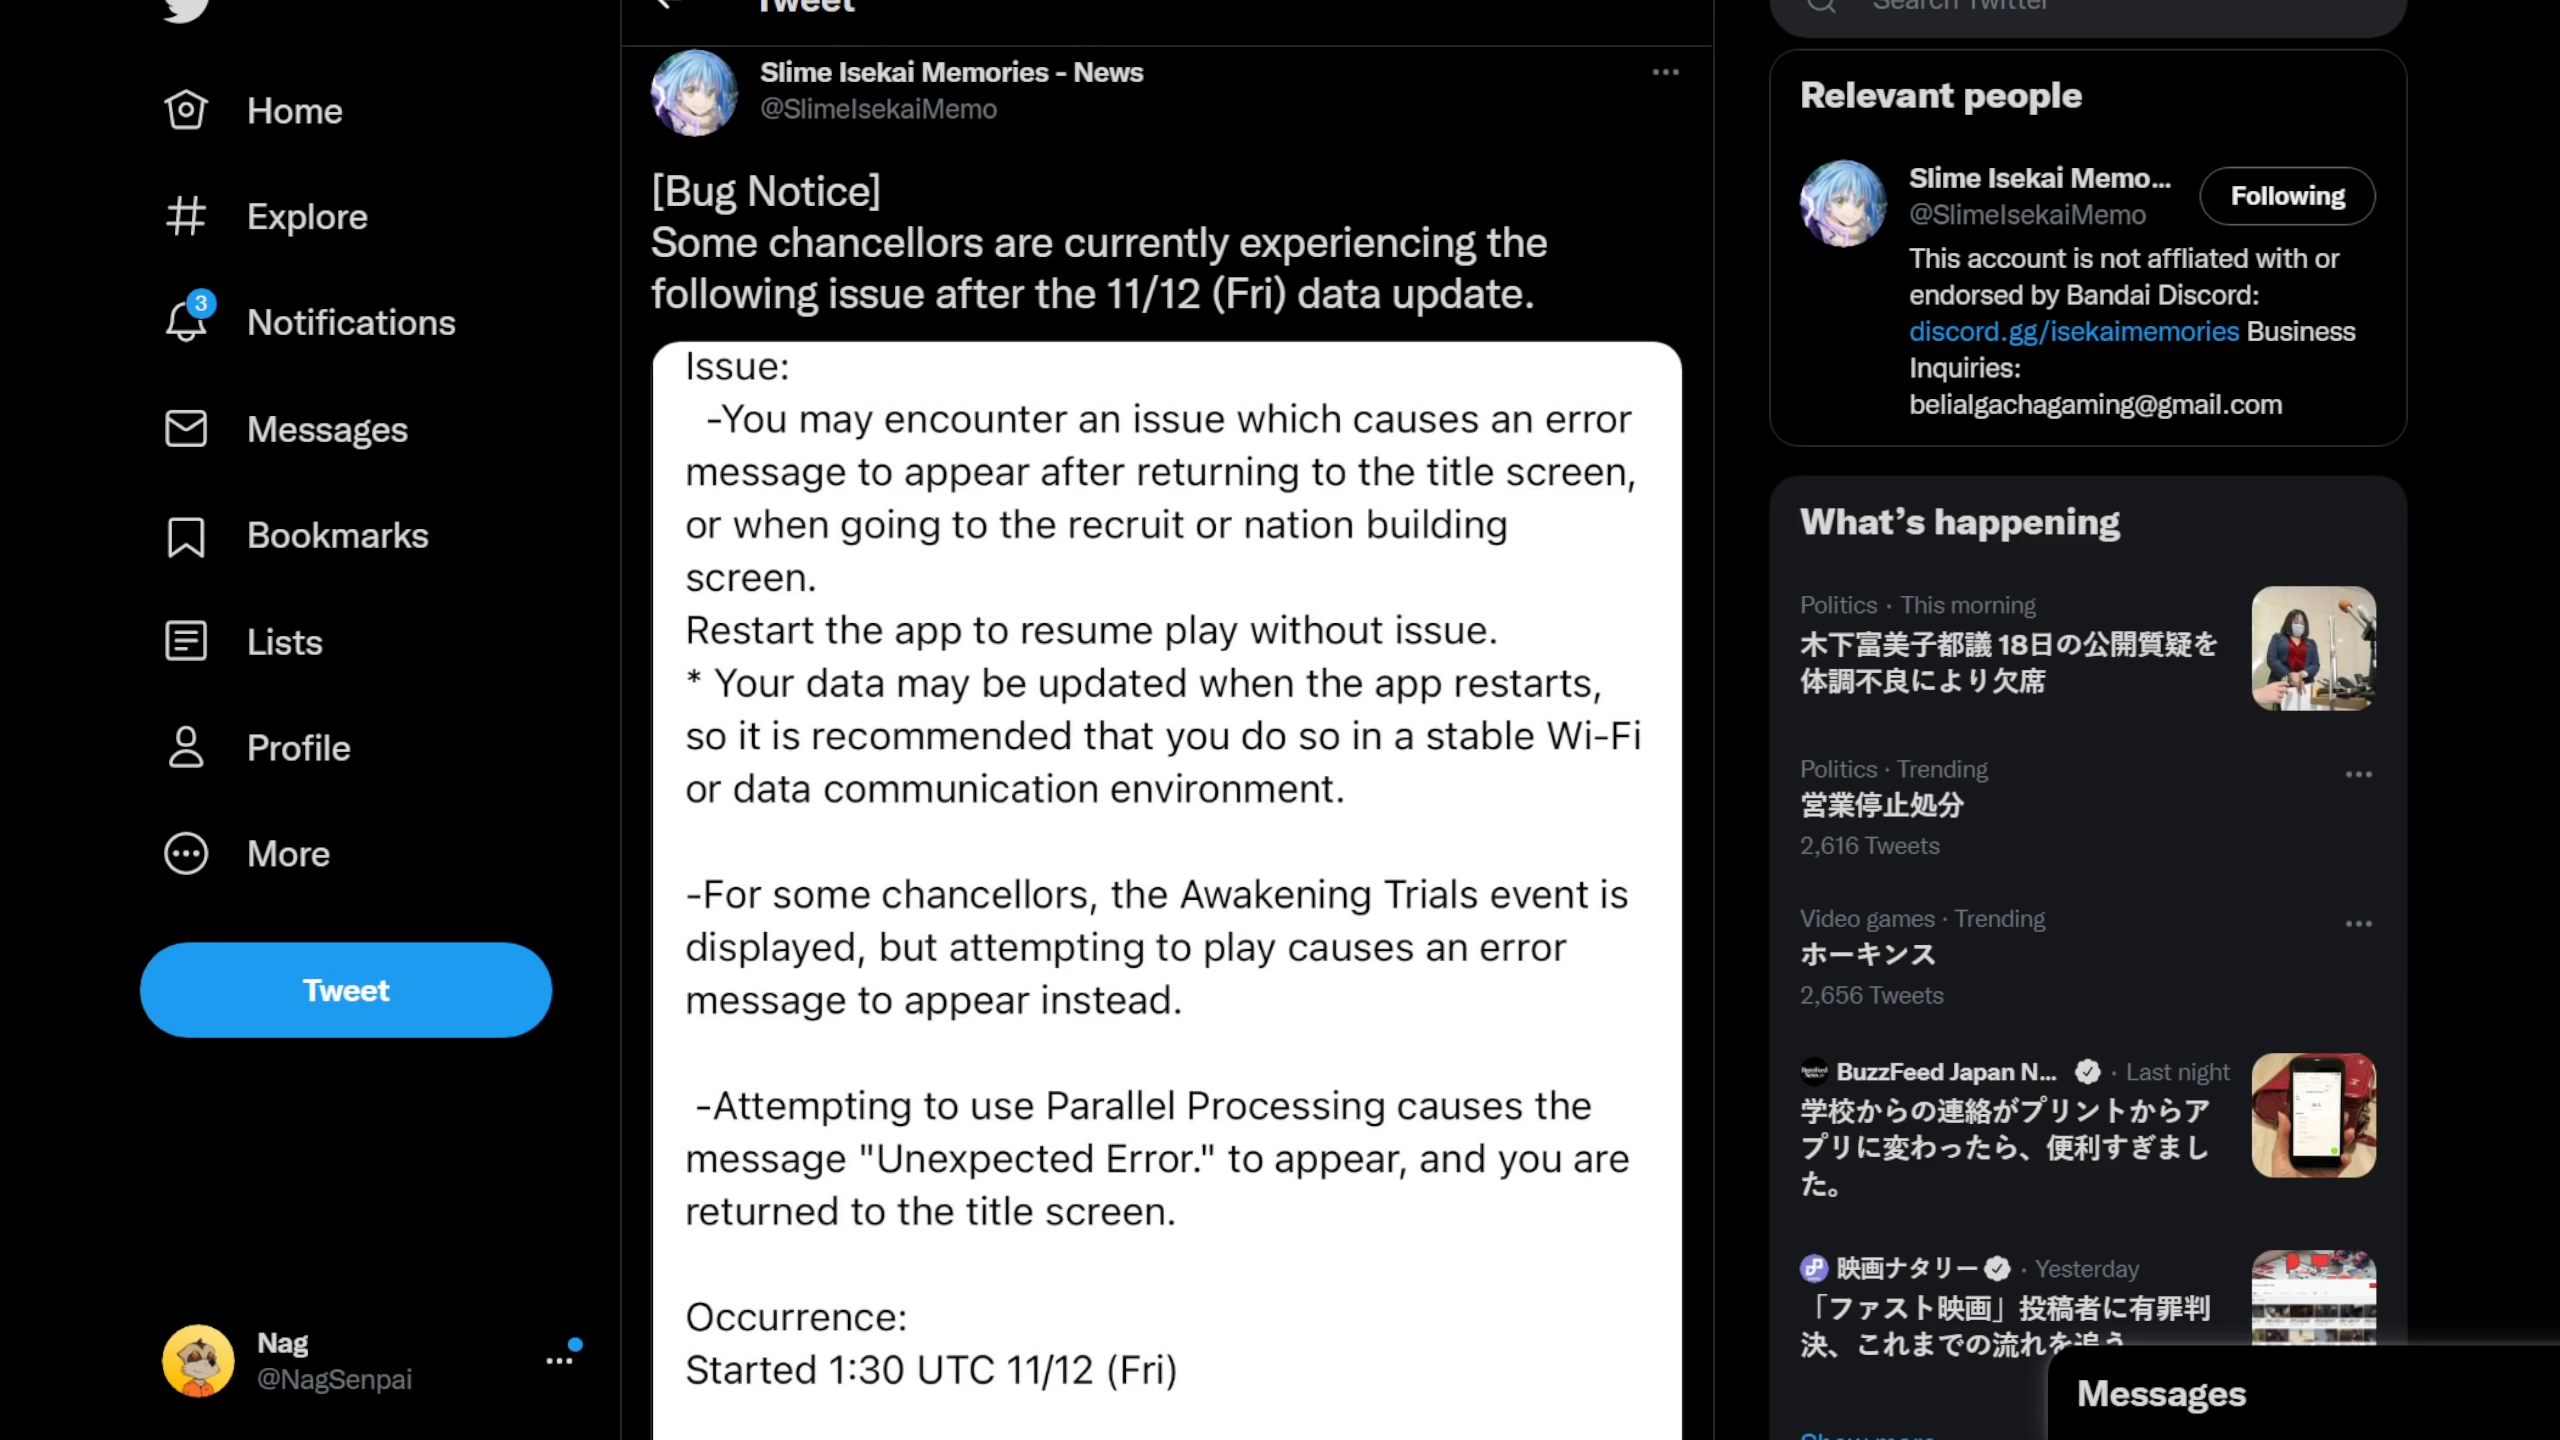 Home
Explore
3
Notifications
Messages
Bookmarks
Lists
Profile
More
Tweet
Nag
@NagSenpai
Tweet
Slime Isekai Memories - News
@SlimeIsekaiMemo
[Bug Notice]
Some chancellors are currently experiencing the
following issue after the 11/12 (Fri) data update.
Issue:
-You may encounter an issue which causes an error
message to appear after returning to the title screen,
or when going to the recruit or nation building
screen.
Restart the app to resume play without issue.
* Your data may be updated when the app restarts,
so it is recommended that you do so in a stable Wi-Fi
or data communication environment.
-For some chancellors, the Awakening Trials event is
displayed, but attempting to play causes an error
message to appear instead.
-Attempting to use Parallel Processing causes the
message "Unexpected Error." to appear, and you are
returned to the title screen.
Occurrence:
Started 1:30 UTC 11/12 (Fri)
Search Twitter
Relevant people
Slime Isekai Memo...
@SlimeIsekaiMemo
Following
This account is not affliated with or
endorsed by Bandai Discord:
discord.gg/isekaimemories Business
Inquiries:
belialgachagaming@gmail.com
What's happening
Politics · This morning
木下富美子都議 18日の公開質疑を
体調不良により欠席
Politics · Trending
営業停止処分
2,616 Tweets
Video games · Trending
ホーキンス
2,656 Tweets
BuzzFeed Japan N... · Last night
学校からの連絡がプリントからア
プリに変わったら、便利すぎまし
た。
映画ナタリー · Yesterday
「ファスト映画」投稿者に有罪判
決、これまでの流れを追う
Show more
Messages